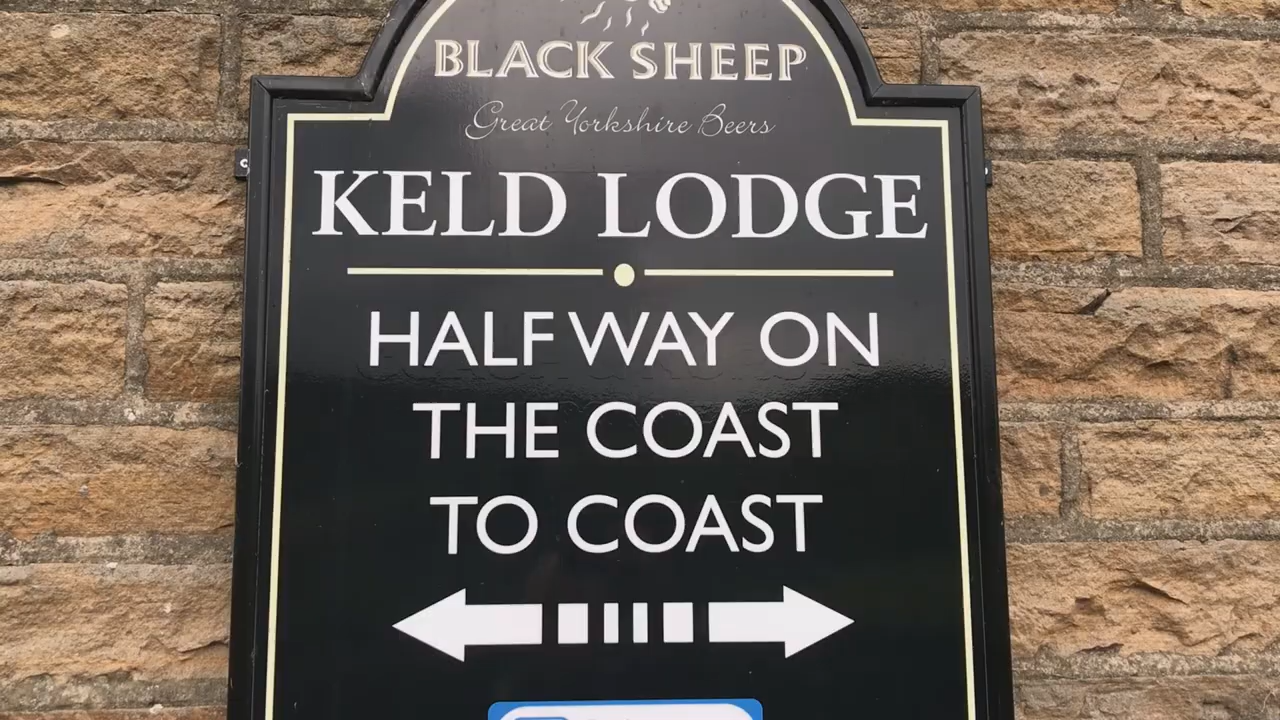 BLACK SHEEP
Great Yorkshire Beers
KELD LODGE
HALF WAY ON
THE COAST
TO COAST